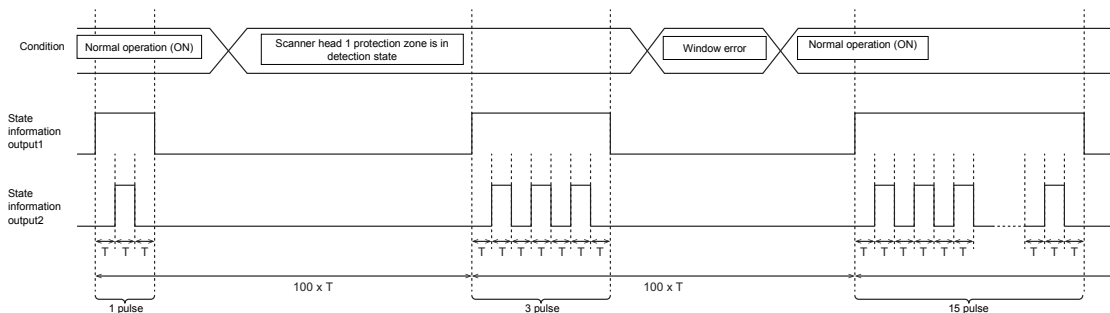 Condition
Normal operation (ON)
Scanner head 1 protection zone is in
detection state
Window error
Normal operation (ON)
State
information
output1
State
information
output2
T T T
T T T T T T T
T T T T T T
T T T
100 x T
100 x T
1 pulse
3 pulse
15 pulse